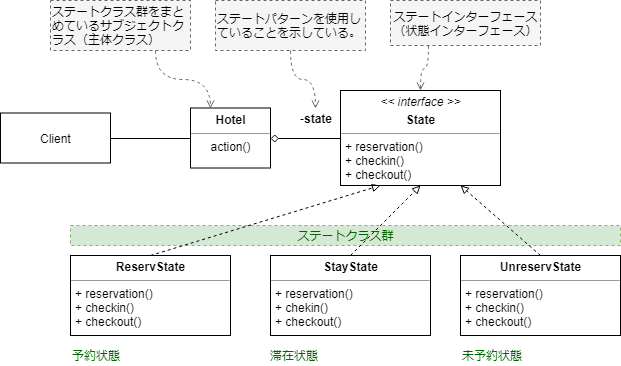 ステートクラス群をまと
めているサブジェクトク
ラス（主体クラス）
ステートパターンを使用し
ていることを示している。
ステートインターフェース
（状態インターフェース）
Client
Hotel
action()
-state
<< interface >>
State
+ reservation()
+ checkin()
+ checkout()
ステートクラス群
ReservState
+ reservation()
+ checkin()
+ checkout()
StayState
+ reservation()
+ chekin()
+ checkout()
UnreservState
+ reservation()
+ checkin()
+ checkout()
予約状態
滞在状態
未予約状態